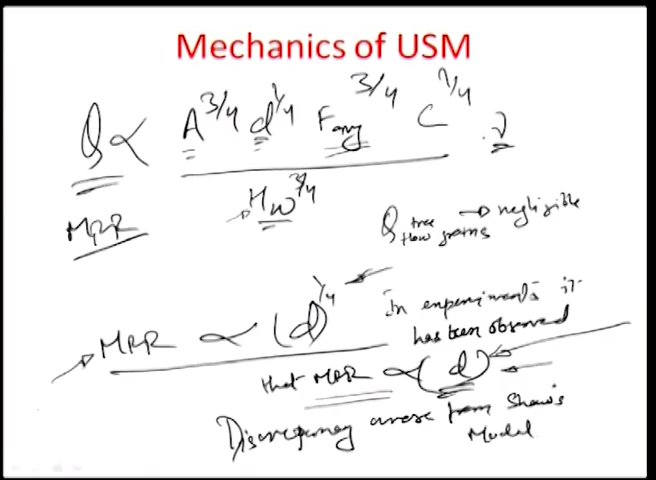 Mechanics of USM
Q ∝ A^3/4 d^1/4 F_avg^3/4 C^1/4 . ν
H_w^3/4
MRR
Q free flow grains → negligible
MRR ∝ (d)^1/4
in experiments it
has been observed
that MRR ∝ (d)
Discrepancy arose from Shaw's
Model